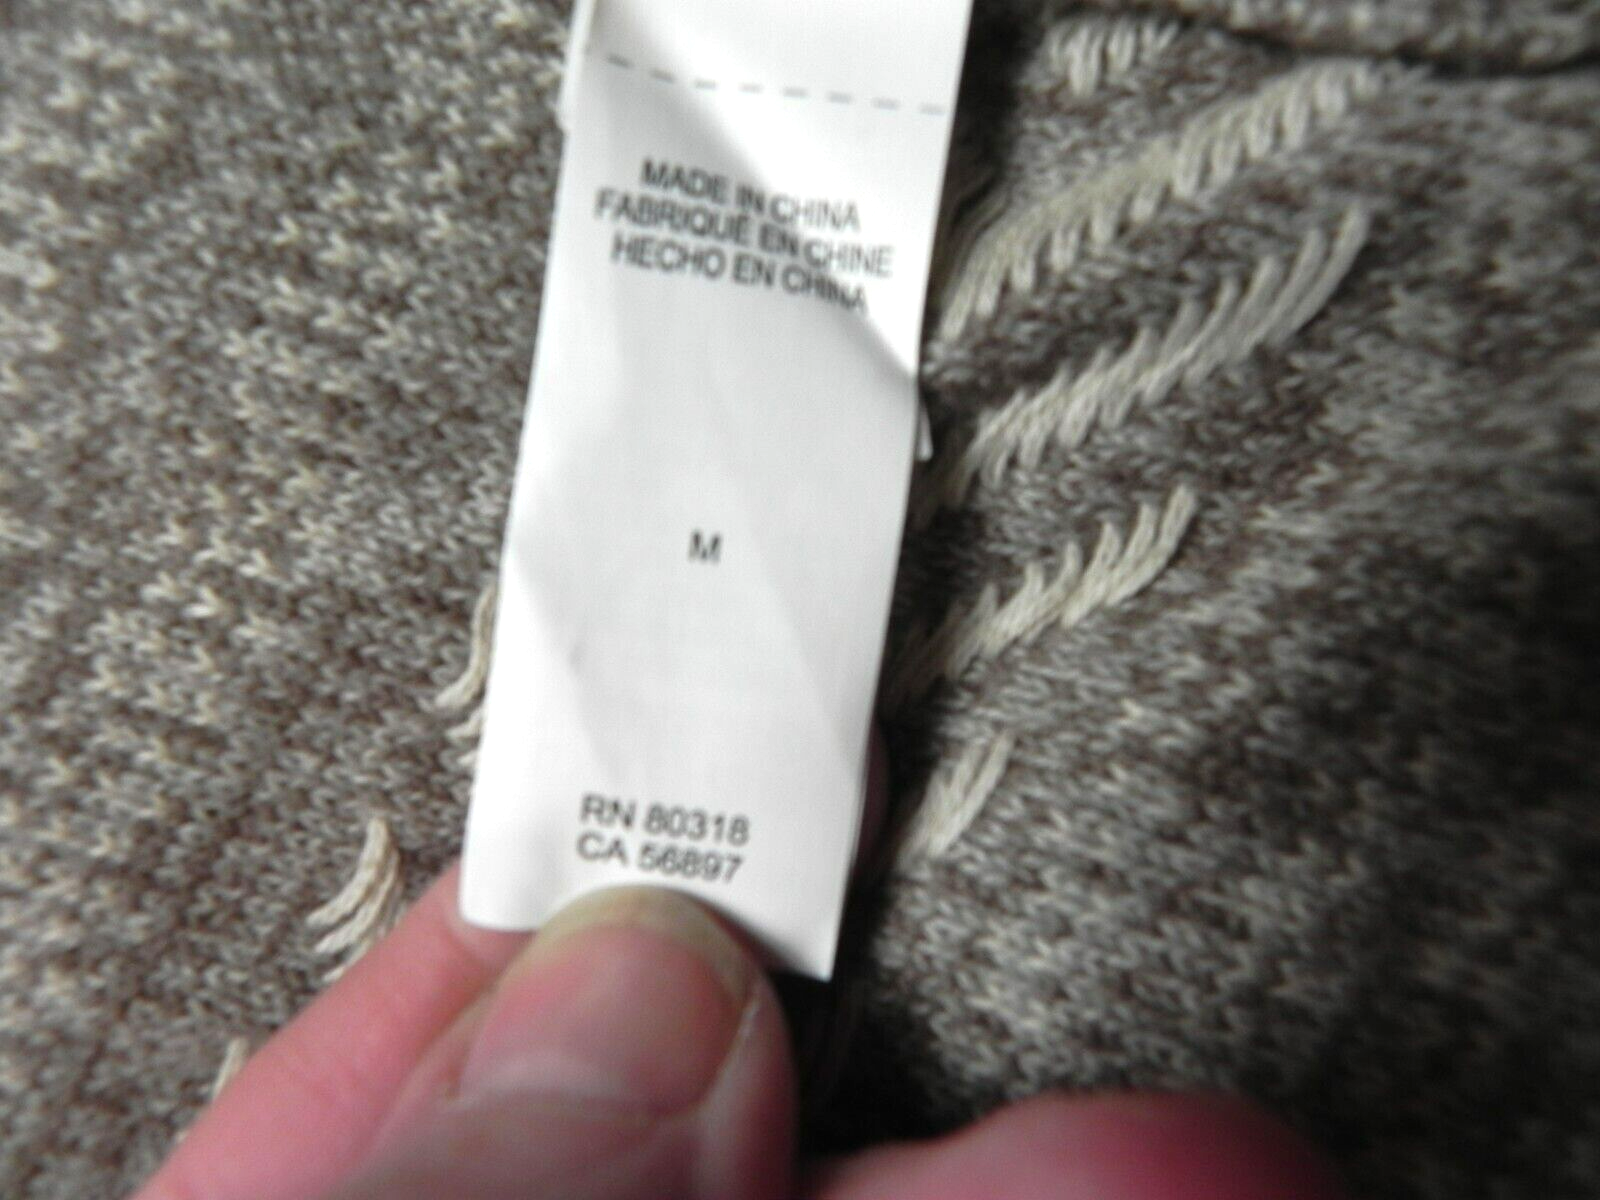 MADE IN CHINA
FABRIQUÉ EN CHINE
HECHO EN CHINA
M
RN 80318
CA 56897